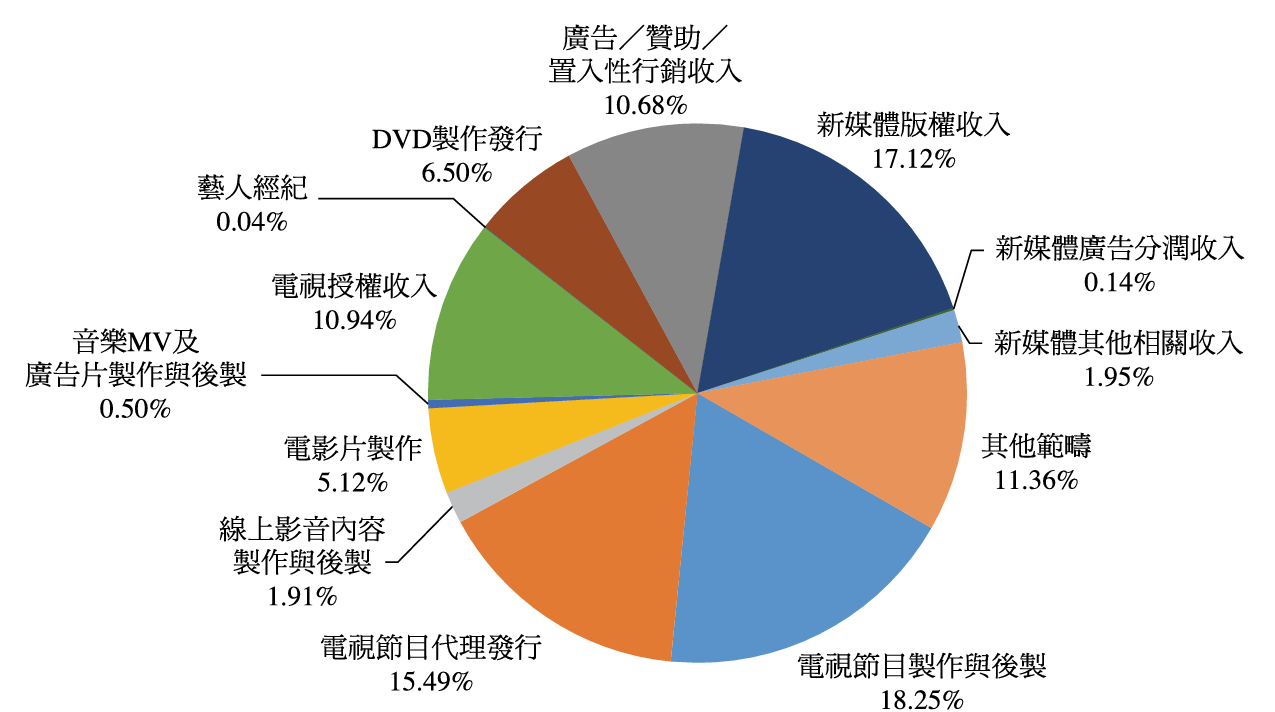 廣告／贊助／
置入性行銷收入
10.68%
新媒體版權收入
17.12%
DVD製作發行
6.50%
藝人經紀
0.04%
新媒體廣告分潤收入
0.14%
電視授權收入
10.94%
新媒體其他相關收入
1.95%
音樂MV及
廣告片製作與後製
0.50%
電影片製作
5.12%
其他範疇
11.36%
線上影音內容
製作與後製
1.91%
電視節目代理發行
15.49%
電視節目製作與後製
18.25%